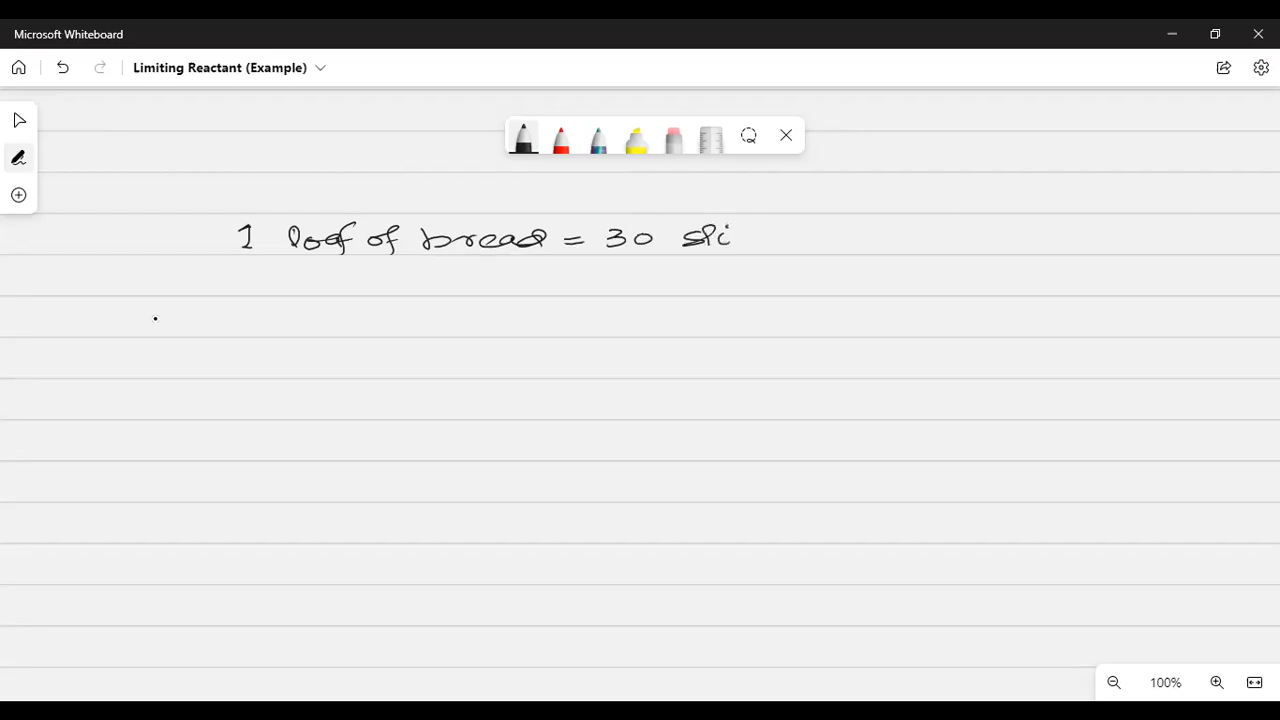 Microsoft Whiteboard
Limiting Reactant (Example)
1 loaf of bread = 30 sli
100%